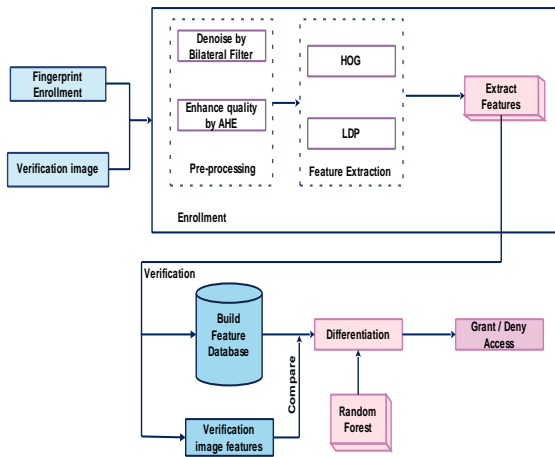 Denoise by
Bilateral Filter
HOG
Fingerprint
Enrollment
Extract
Features
Enhance quality
by AHE
LDP
Verification image
Pre-processing
Feature Extraction
Enrollment
Verification
Build
Feature
Database
Compare
Differentiation
Grant / Deny
Access
Random
Forest
Verification
image features